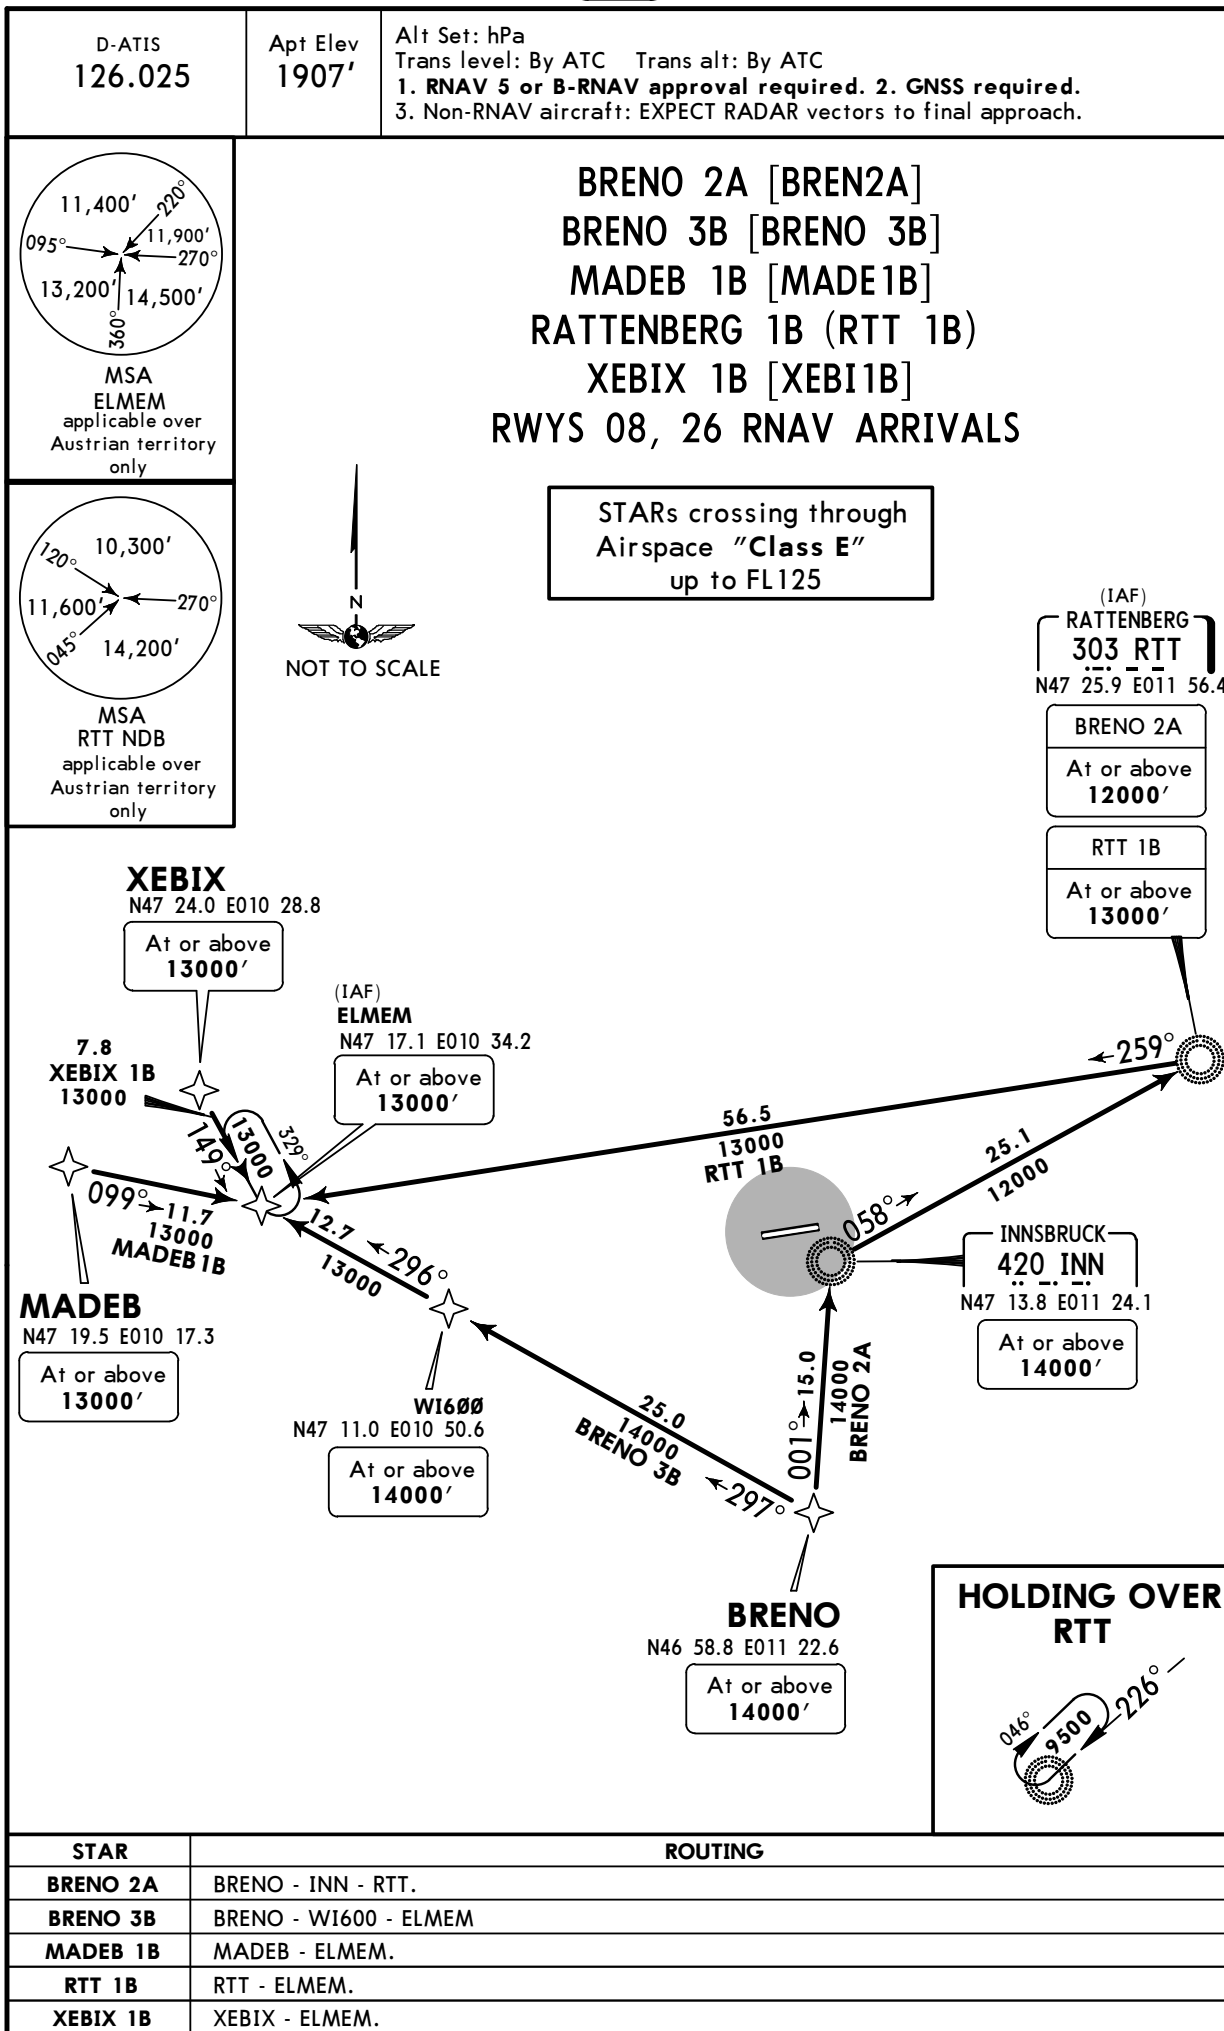 D-ATIS
126.025
Apt Elev
1907'
Alt Set: hPa
Trans level: By ATC Trans alt: By ATC
1. RNAV 5 or B-RNAV approval required. 2. GNSS required.
3. Non-RNAV aircraft: EXPECT RADAR vectors to final approach.
11,400'
220°
11,900'
095°
270°
13,200'
14,500'
360°
MSA
ELMEM
applicable over
Austrian territory
only
120°
10,300'
11,600'
270°
045°
14,200'
MSA
RTT NDB
applicable over
Austrian territory
only
BRENO 2A [BREN2A]
BRENO 3B [BRENO 3B]
MADEB 1B [MADE1B]
RATTENBERG 1B (RTT 1B)
XEBIX 1B [XEBI1B]
RWYS 08, 26 RNAV ARRIVALS
STARs crossing through
Airspace "Class E"
up to FL125
N
NOT TO SCALE
(IAF)
RATTENBERG
303 RTT
N47 25.9 E011 56.4
BRENO 2A
At or above
12000'
RTT 1B
At or above
13000'
XEBIX
N47 24.0 E010 28.8
At or above
13000'
(IAF)
ELMEM
N47 17.1 E010 34.2
At or above
13000'
7.8
XEBIX 1B
13000
149°
13000
329°
259°
56.5
13000
RTT 1B
25.1
12000
058°
099°
11.7
13000
MADEB1B
12.7
296°
13000
INNSBRUCK
420 INN
N47 13.8 E011 24.1
At or above
14000'
MADEB
N47 19.5 E010 17.3
At or above
13000'
WI6ØØ
N47 11.0 E010 50.6
At or above
14000'
25.0
14000
BRENO 3B
297°
001°
15.0
14000
BRENO 2A
BRENO
N46 58.8 E011 22.6
At or above
14000'
HOLDING OVER
RTT
046°
9500
226°
STAR ROUTING
BRENO 2A BRENO - INN - RTT.
BRENO 3B BRENO - WI600 - ELMEM
MADEB 1B MADEB - ELMEM.
RTT 1B RTT - ELMEM.
XEBIX 1B XEBIX - ELMEM.